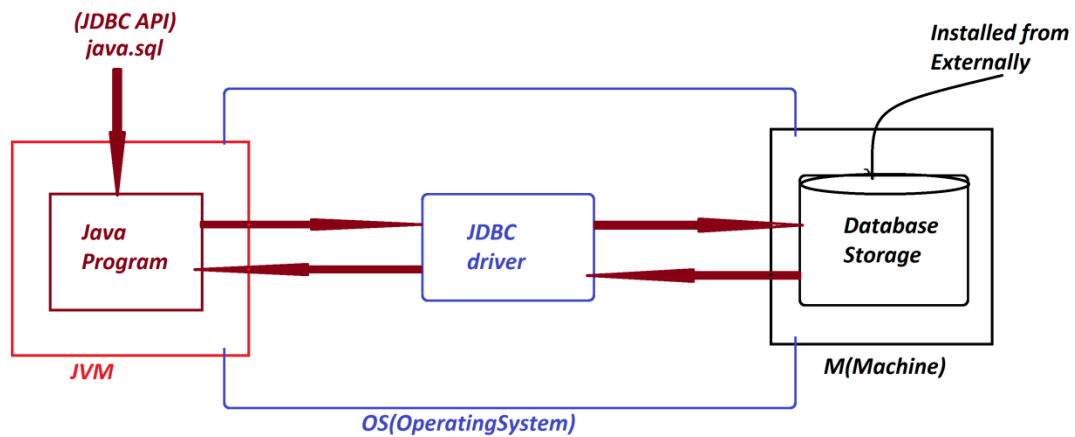 (JDBC API)
java.sql
Installed from
Externally
Java
Program
JDBC
driver
Database
Storage
JVM
M(Machine)
OS(OperatingSystem)